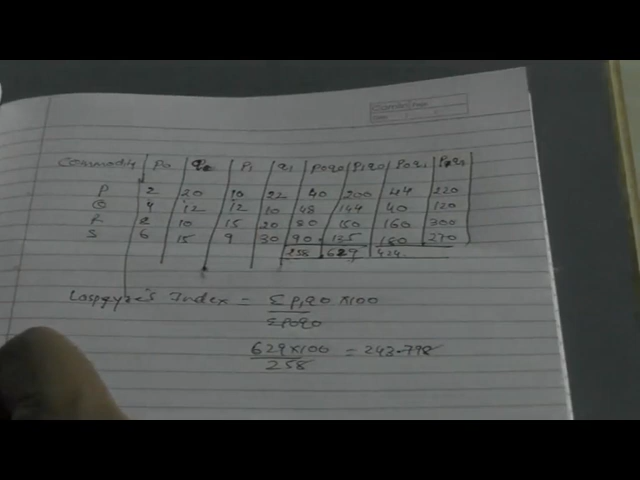 Commodity p0 q0 p1 q1 p0q0 p1q0 p0q1 p1q1
P 2 20 10 22 40 200 44 220
Q 4 12 12 10 48 144 40 120
R 8 10 15 20 80 150 160 300
S 6 15 9 30 90 135 180 270
258 629 424
Laspyre's Index = Σp1q0 ×100
Σp0q0
629×100 = 243.798
258